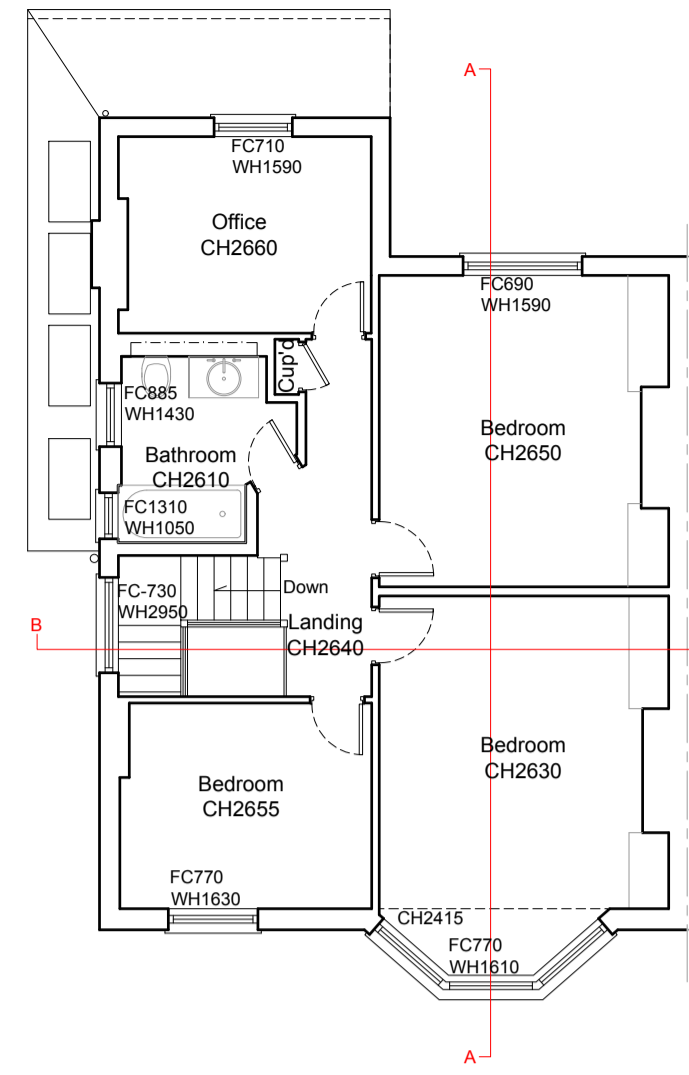 A
FC710
WH1590
Office
CH2660
FC690
WH1590
Cup'd
FC885
WH1430
Bathroom
CH2610
Bedroom
CH2650
FC1310
WH1050
FC-730
WH2950
Down
B
Landing
CH2640
Bedroom
CH2630
Bedroom
CH2655
FC770
WH1630
CH2415
FC770
WH1610
A